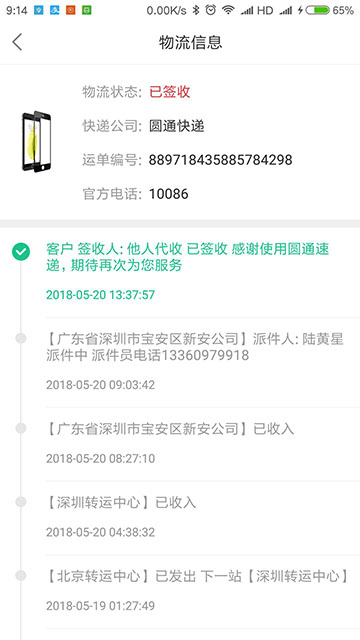 9:14
0.00K/s
HD
65%
物流信息
物流状态: 已签收
快递公司: 圆通快递
运单编号: 889718435885784298
官方电话: 10086
客户 签收人: 他人代收 已签收 感谢使用圆通速
递，期待再次为您服务
2018-05-20 13:37:57
【广东省深圳市宝安区新安公司】派件人: 陆黄星
派件中 派件员电话13360979918
2018-05-20 09:03:42
【广东省深圳市宝安区新安公司】已收入
2018-05-20 08:27:10
【深圳转运中心】已收入
2018-05-20 04:38:32
【北京转运中心】已发出 下一站【深圳转运中心】
2018-05-19 01:27:49